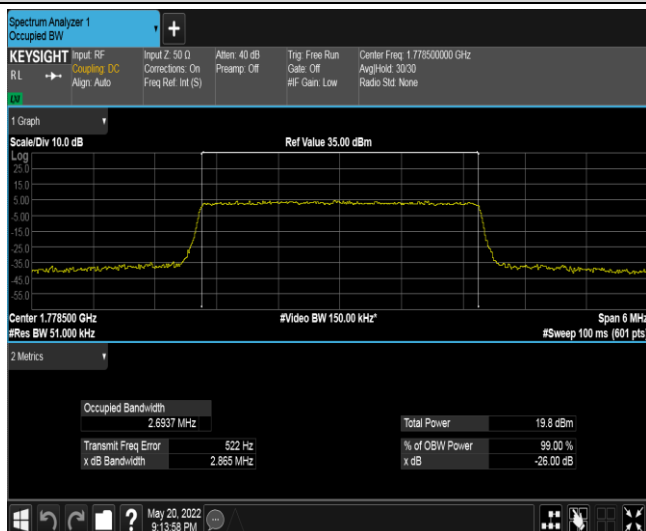 Spectrum Analyzer 1
Occupied BW
KEYSIGHT Input: RF Input Z: 50 Ω Atten: 40 dB Trig: Free Run Center Freq: 1.778500000 GHz
RL Coupling: DC Corrections: On Preamp: Off Gate: Off Avg|Hold: 30/30
Align: Auto Freq Ref: Int (S) #IF Gain: Low Radio Std: None
1 Graph
Scale/Div 10.0 dB Ref Value 35.00 dBm
Log
25.0
15.0
5.00
-5.00
-15.0
-25.0
-35.0
-45.0
-55.0
Center 1.778500 GHz #Video BW 150.00 kHz* Span 6 MHz
#Res BW 51.000 kHz #Sweep 100 ms (601 pts)
2 Metrics
Occupied Bandwidth
2.6937 MHz Total Power 19.8 dBm
Transmit Freq Error 522 Hz % of OBW Power 99.00 %
x dB Bandwidth 2.865 MHz x dB -26.00 dB
? May 20, 2022
9:13:58 PM